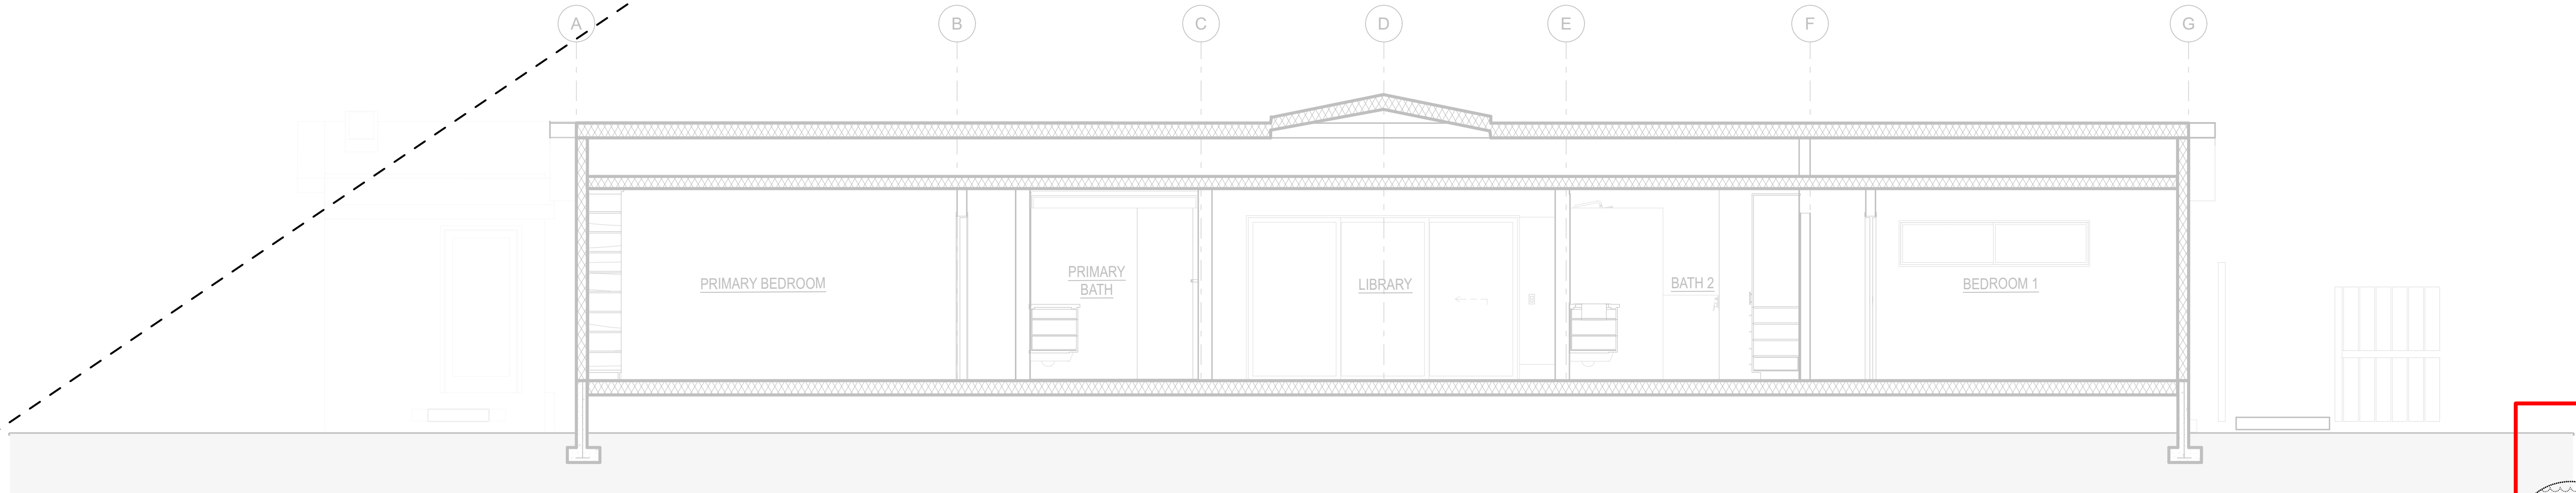 A
B
C
D
E
F
G
PRIMARY BEDROOM
PRIMARY
BATH
LIBRARY
BATH 2
BEDROOM 1